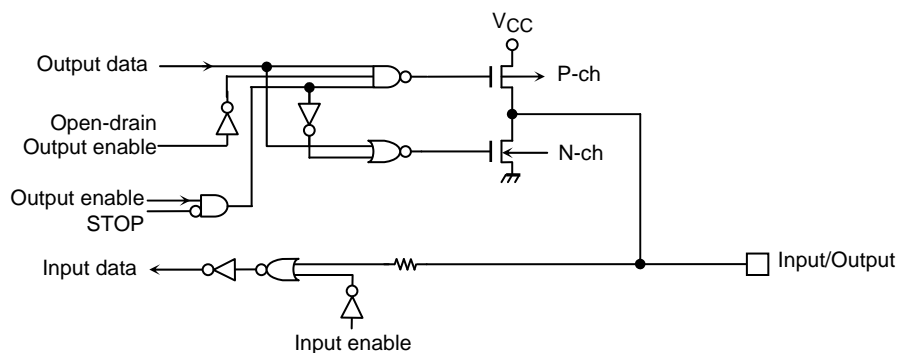 VCC
Output data
P-ch
Open-drain
Output enable
N-ch
Output enable
STOP
Input data
Input/Output
Input enable